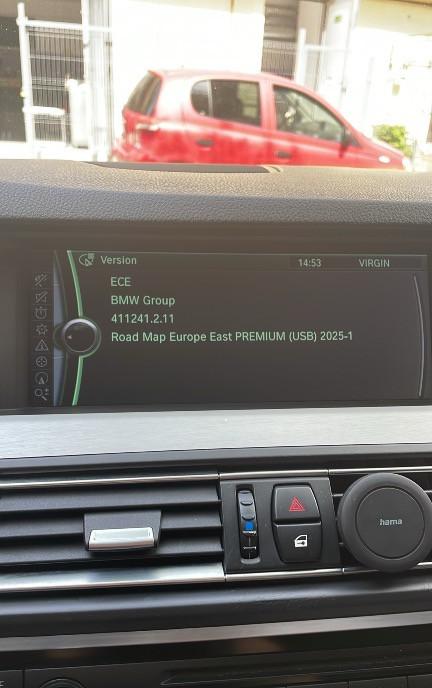 Version 14:53 VIRGIN
ECE
BMW Group
411241.2.11
Road Map Europe East PREMIUM (USB) 2025-1
hama